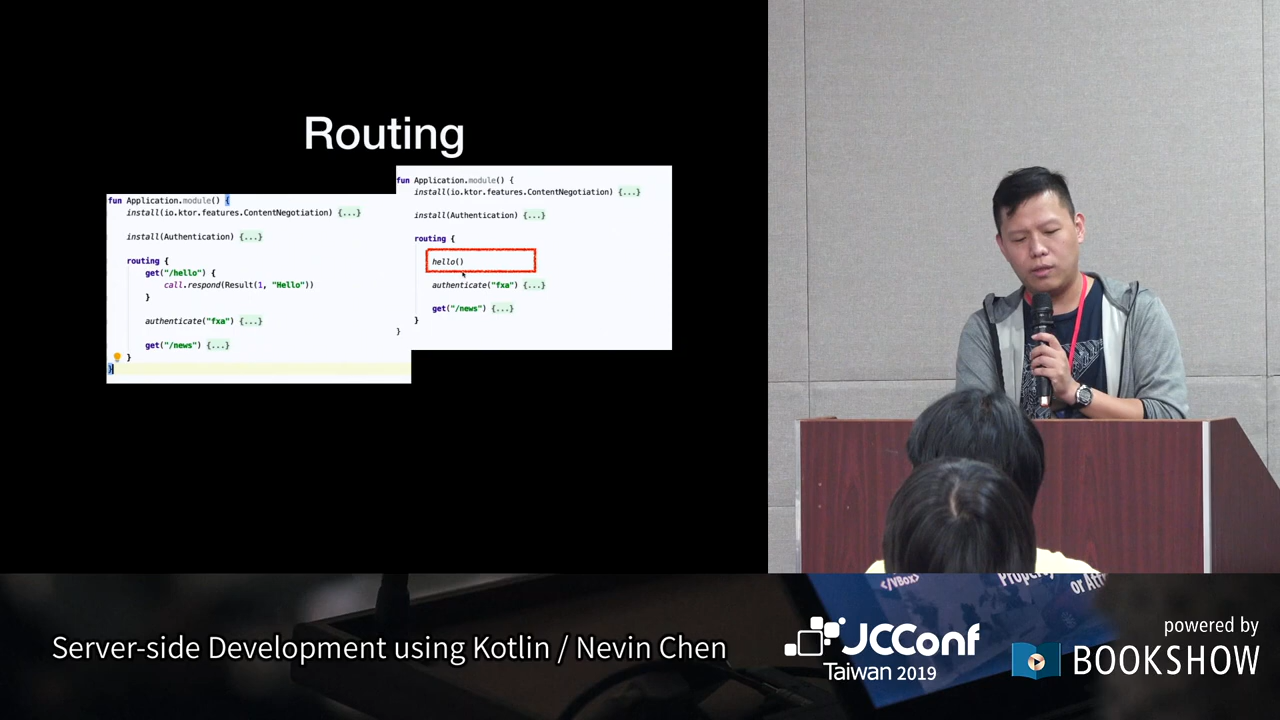 Routing
fun Application.module() {
install(io.ktor.features.ContentNegotiation) {...}
install(Authentication) {...}
routing {
get("/hello") {
call.respond(Result(1, "Hello"))
}
authenticate("fxa") {...}
get("/news") {...}
}
}
fun Application.module() {
install(io.ktor.features.ContentNegotiation) {...}
install(Authentication) {...}
routing {
hello()
authenticate("fxa") {...}
get("/news") {...}
}
}
</VBox>
Server-side Development using Kotlin / Nevin Chen
JCConf
Taiwan 2019
powered by
BOOKSHOW